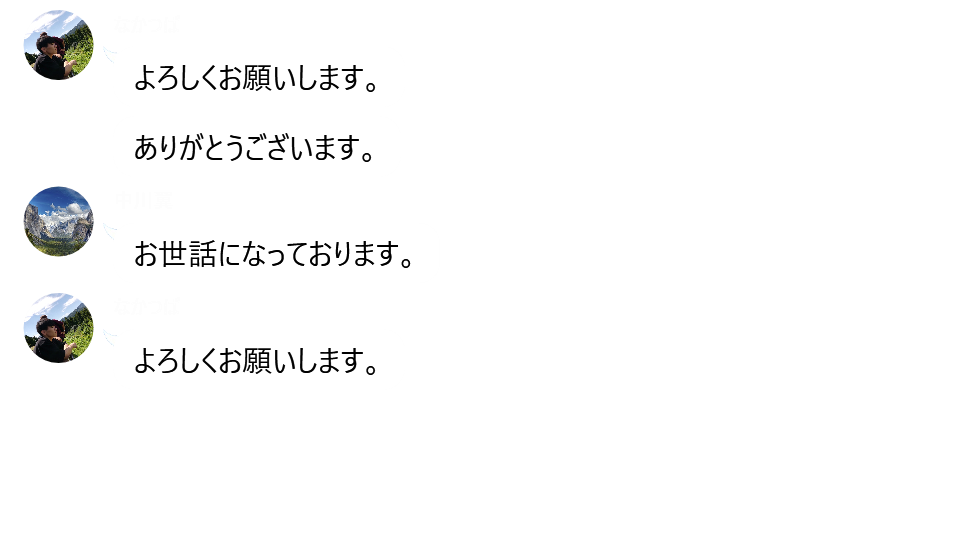 よろしくお願いします。
ありがとうございます。
お世話になっております。
よろしくお願いします。